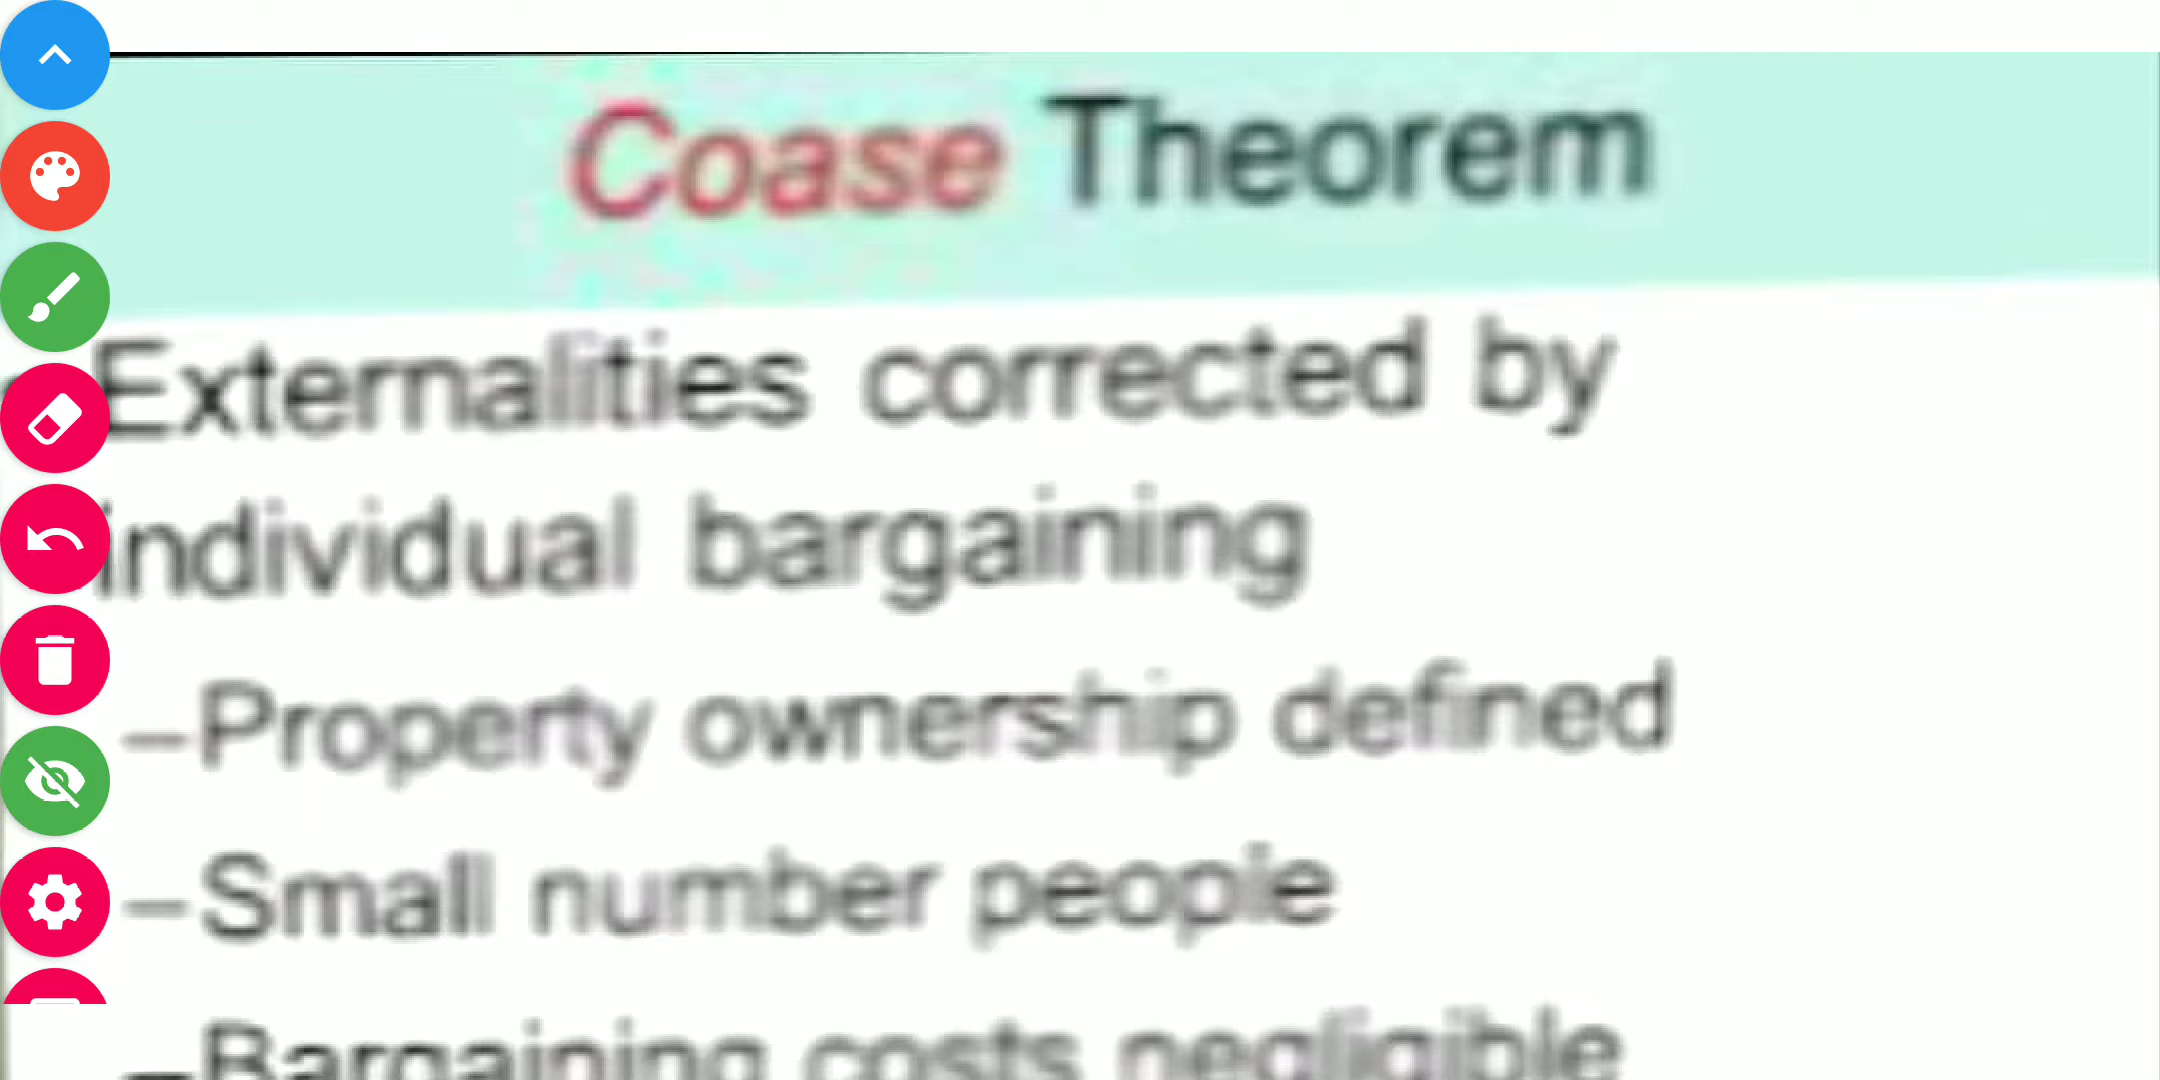 Coase Theorem
Externalities corrected by
individual bargaining
–Property ownership defined
–Small number people
–Bargaining costs negligible